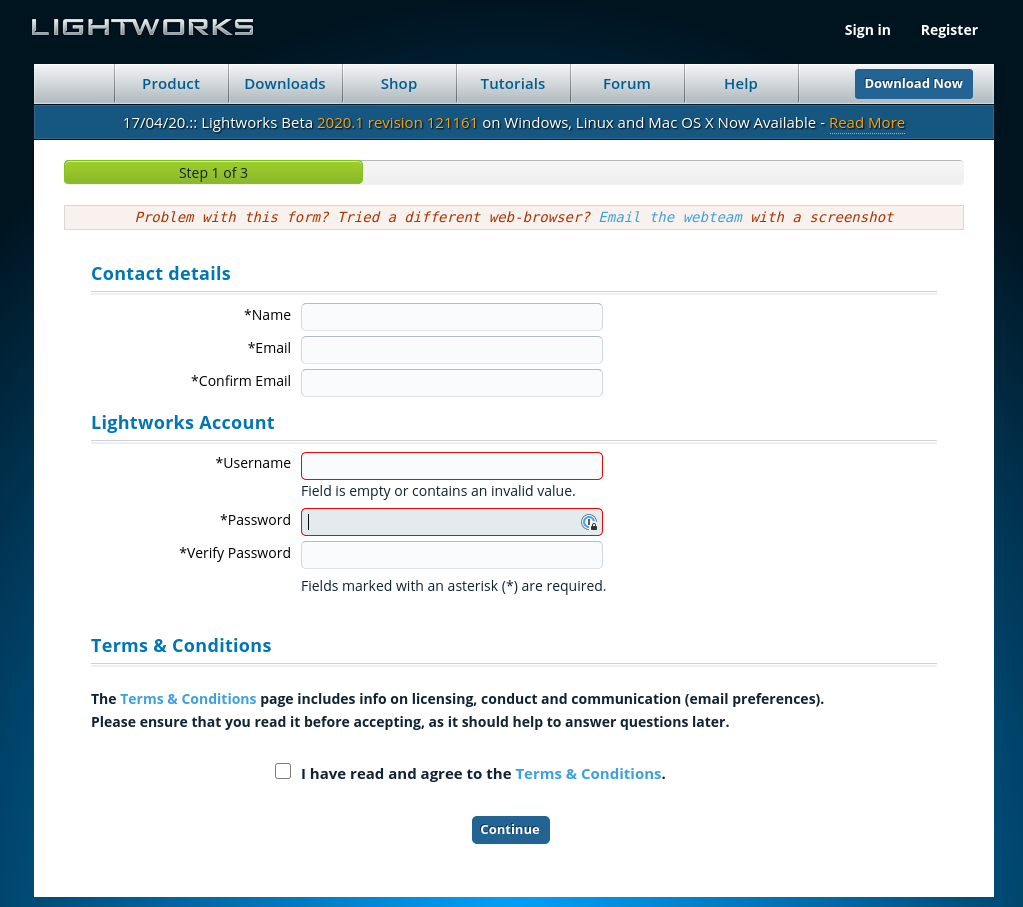 LIGHTWORKS
Sign in Register
Product Downloads Shop Tutorials Forum Help Download Now
17/04/20.:: Lightworks Beta 2020.1 revision 121161 on Windows, Linux and Mac OS X Now Available - Read More
Step 1 of 3
Problem with this form? Tried a different web-browser? Email the webteam with a screenshot
Contact details
*Name
*Email
*Confirm Email
Lightworks Account
*Username
Field is empty or contains an invalid value.
*Password
*Verify Password
Fields marked with an asterisk (*) are required.
Terms & Conditions
The Terms & Conditions page includes info on licensing, conduct and communication (email preferences).
Please ensure that you read it before accepting, as it should help to answer questions later.
I have read and agree to the Terms & Conditions.
Continue